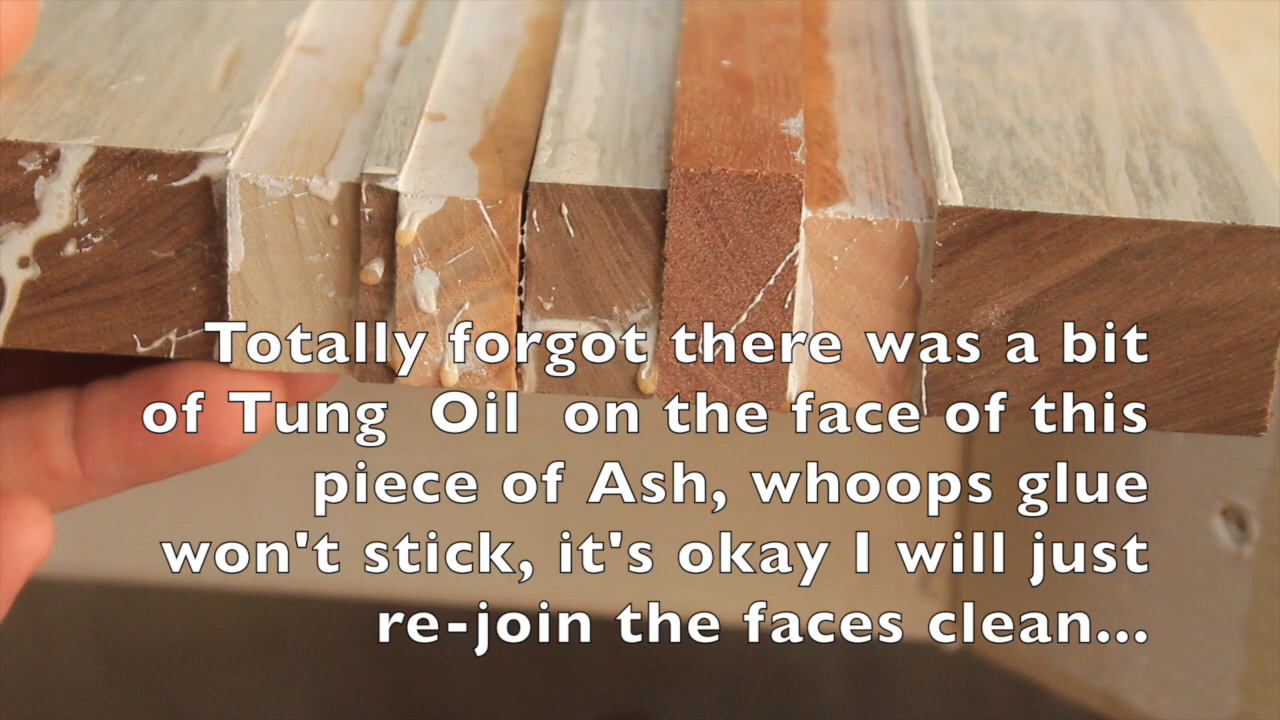 Totally forgot there was a bit
of Tung Oil on the face of this
piece of Ash, whoops glue
won't stick, it's okay I will just
re-join the faces clean...